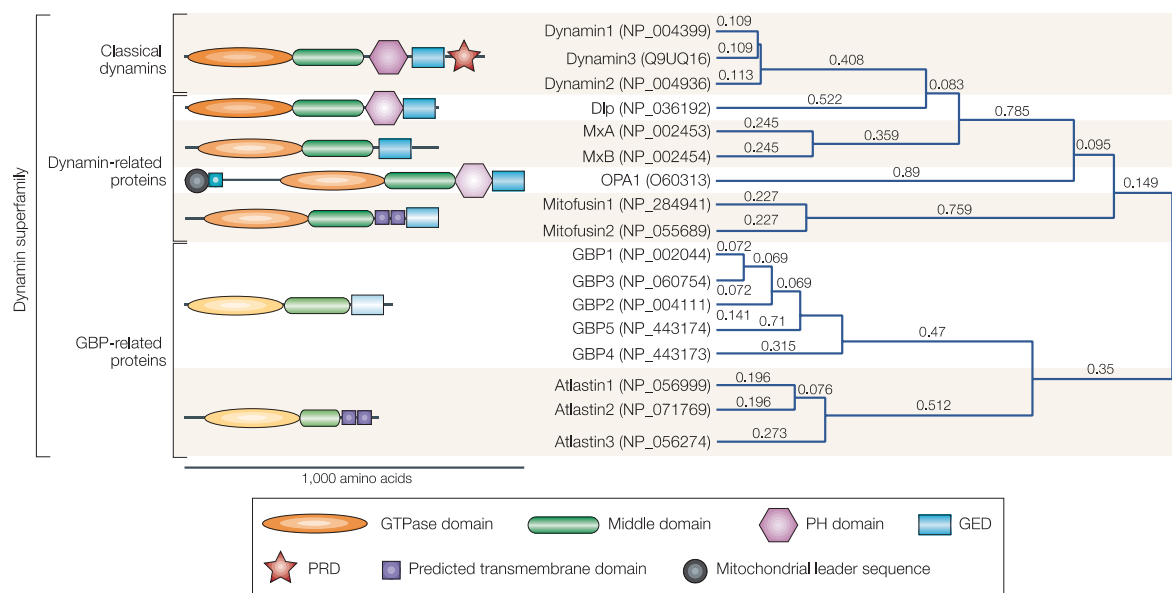 Dynamin superfamily
Classical
dynamins
Dynamin-related
proteins
GBP-related
proteins
Dynamin1 (NP_004399)
Dynamin3 (Q9UQ16)
Dynamin2 (NP_004936)
Dlp (NP_036192)
MxA (NP_002453)
MxB (NP_002454)
OPA1 (O60313)
Mitofusin1 (NP_284941)
Mitofusin2 (NP_055689)
GBP1 (NP_002044)
GBP3 (NP_060754)
GBP2 (NP_004111)
GBP5 (NP_443174)
GBP4 (NP_443173)
Atlastin1 (NP_056999)
Atlastin2 (NP_071769)
Atlastin3 (NP_056274)
0.109
0.109
0.113
0.408
0.522
0.083
0.245
0.245
0.359
0.785
0.89
0.095
0.227
0.227
0.759
0.149
0.072
0.072
0.069
0.141
0.069
0.71
0.315
0.47
0.196
0.196
0.076
0.273
0.512
0.35
1,000 amino acids
GTPase domain
Middle domain
PH domain
GED
PRD
Predicted transmembrane domain
Mitochondrial leader sequence